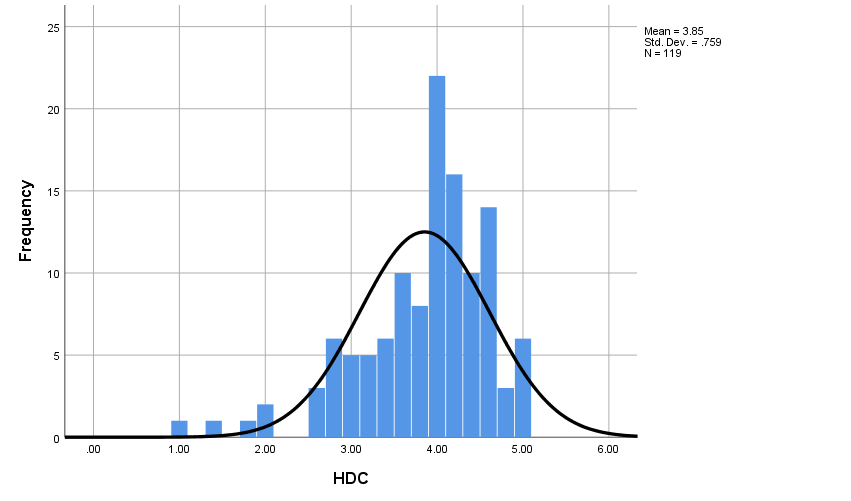 Mean = 3.85
Std. Dev. = .759
N = 119
Frequency
25
20
15
10
5
0
.00 1.00 2.00 3.00 4.00 5.00 6.00
HDC